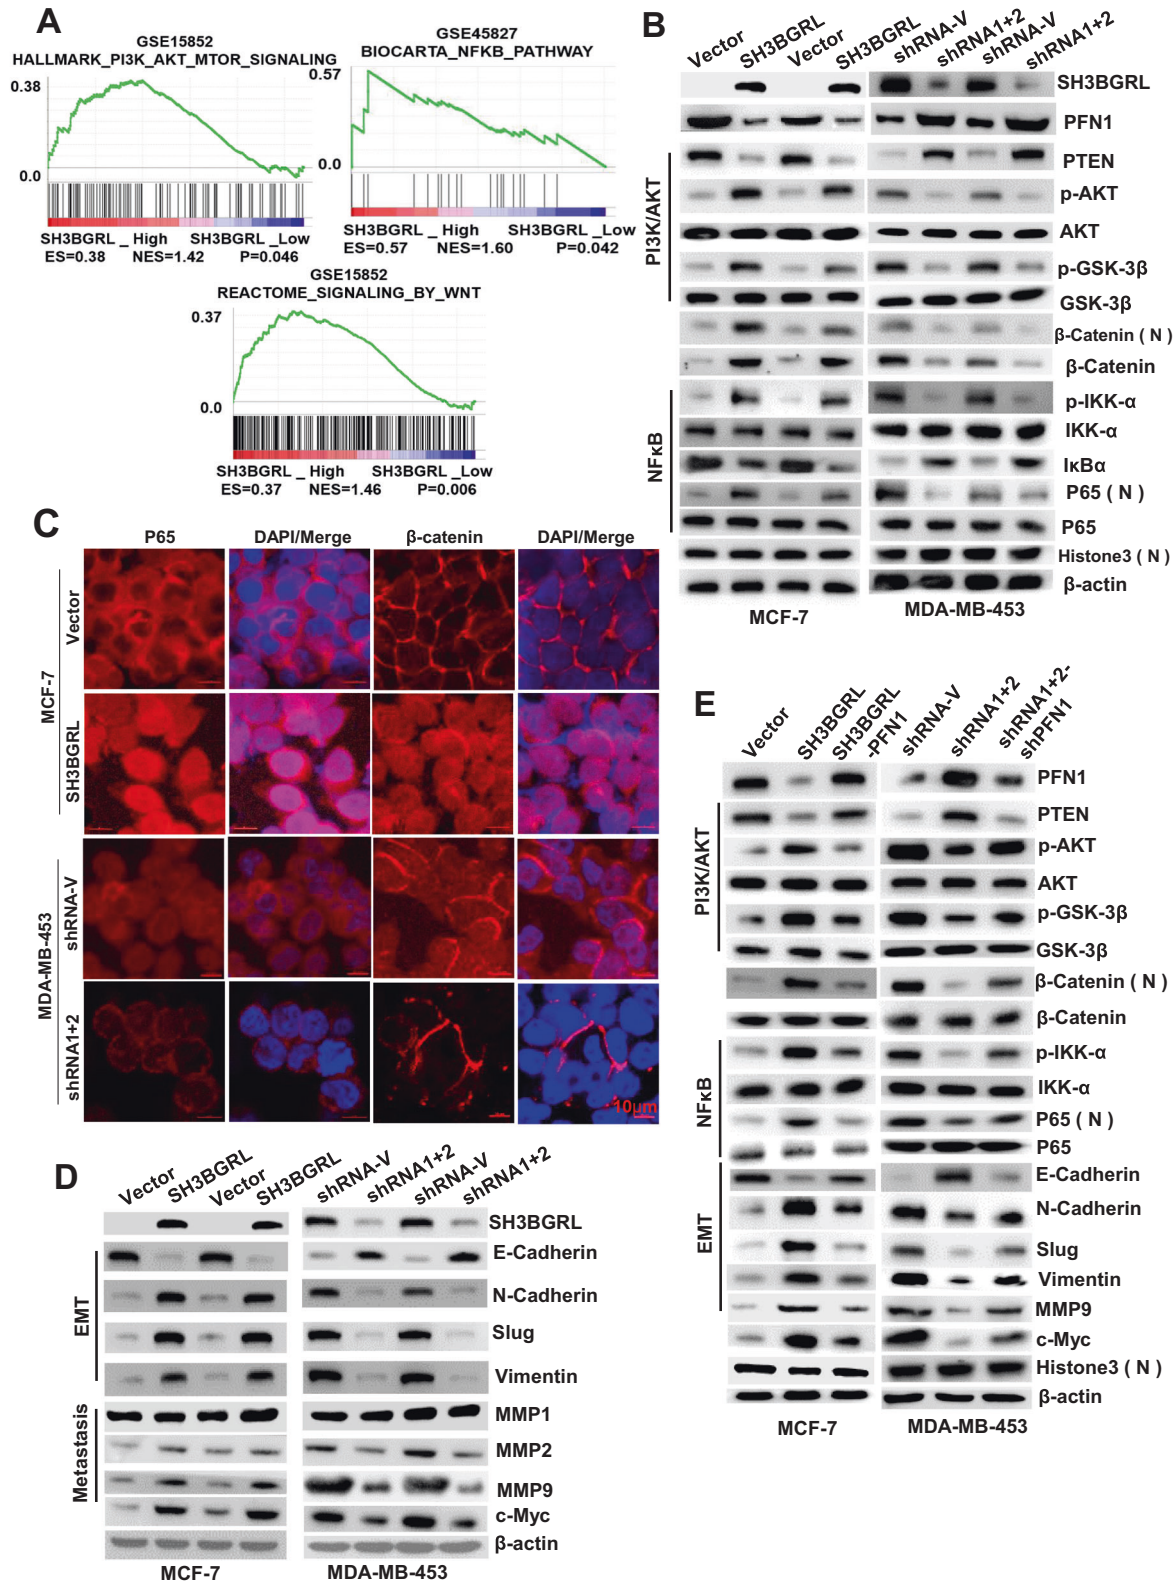 A
GSE15852
HALLMARK_PI3K_AKT_MTOR_SIGNALING
0.38
0.0
SH3BGRL _ High SH3BGRL _Low
ES=0.38 NES=1.42 P=0.046
GSE45827
BIOCARTA_NFKB_PATHWAY
0.57
0.0
SH3BGRL _ High SH3BGRL _Low
ES=0.57 NES=1.60 P=0.042
GSE15852
REACTOME_SIGNALING_BY_WNT
0.37
0.0
SH3BGRL _ High SH3BGRL _Low
ES=0.37 NES=1.46 P=0.006
B
Vector SH3BGRL Vector SH3BGRL shRNA-V shRNA1+2 shRNA-V shRNA1+2
SH3BGRL
PFN1
PI3K/AKT
PTEN
p-AKT
AKT
p-GSK-3β
GSK-3β
β-Catenin ( N )
β-Catenin
NFκB
p-IKK-α
IKK-α
IκBα
P65 ( N )
P65
Histone3 ( N )
β-actin
MCF-7 MDA-MB-453
C
P65 DAPI/Merge β-catenin DAPI/Merge
MCF-7
Vector
SH3BGRL
MDA-MB-453
shRNA-V
shRNA1+2
10μm
D
Vector SH3BGRL Vector SH3BGRL shRNA-V shRNA1+2 shRNA-V shRNA1+2
SH3BGRL
EMT
E-Cadherin
N-Cadherin
Slug
Vimentin
Metastasis
MMP1
MMP2
MMP9
c-Myc
β-actin
MCF-7 MDA-MB-453
E
Vector SH3BGRL SH3BGRL -PFN1 shRNA-V shRNA1+2 shRNA1+2- shPFN1
PFN1
PI3K/AKT
PTEN
p-AKT
AKT
p-GSK-3β
GSK-3β
β-Catenin ( N )
β-Catenin
NFκB
p-IKK-α
IKK-α
P65 ( N )
P65
EMT
E-Cadherin
N-Cadherin
Slug
Vimentin
MMP9
c-Myc
Histone3 ( N )
β-actin
MCF-7 MDA-MB-453